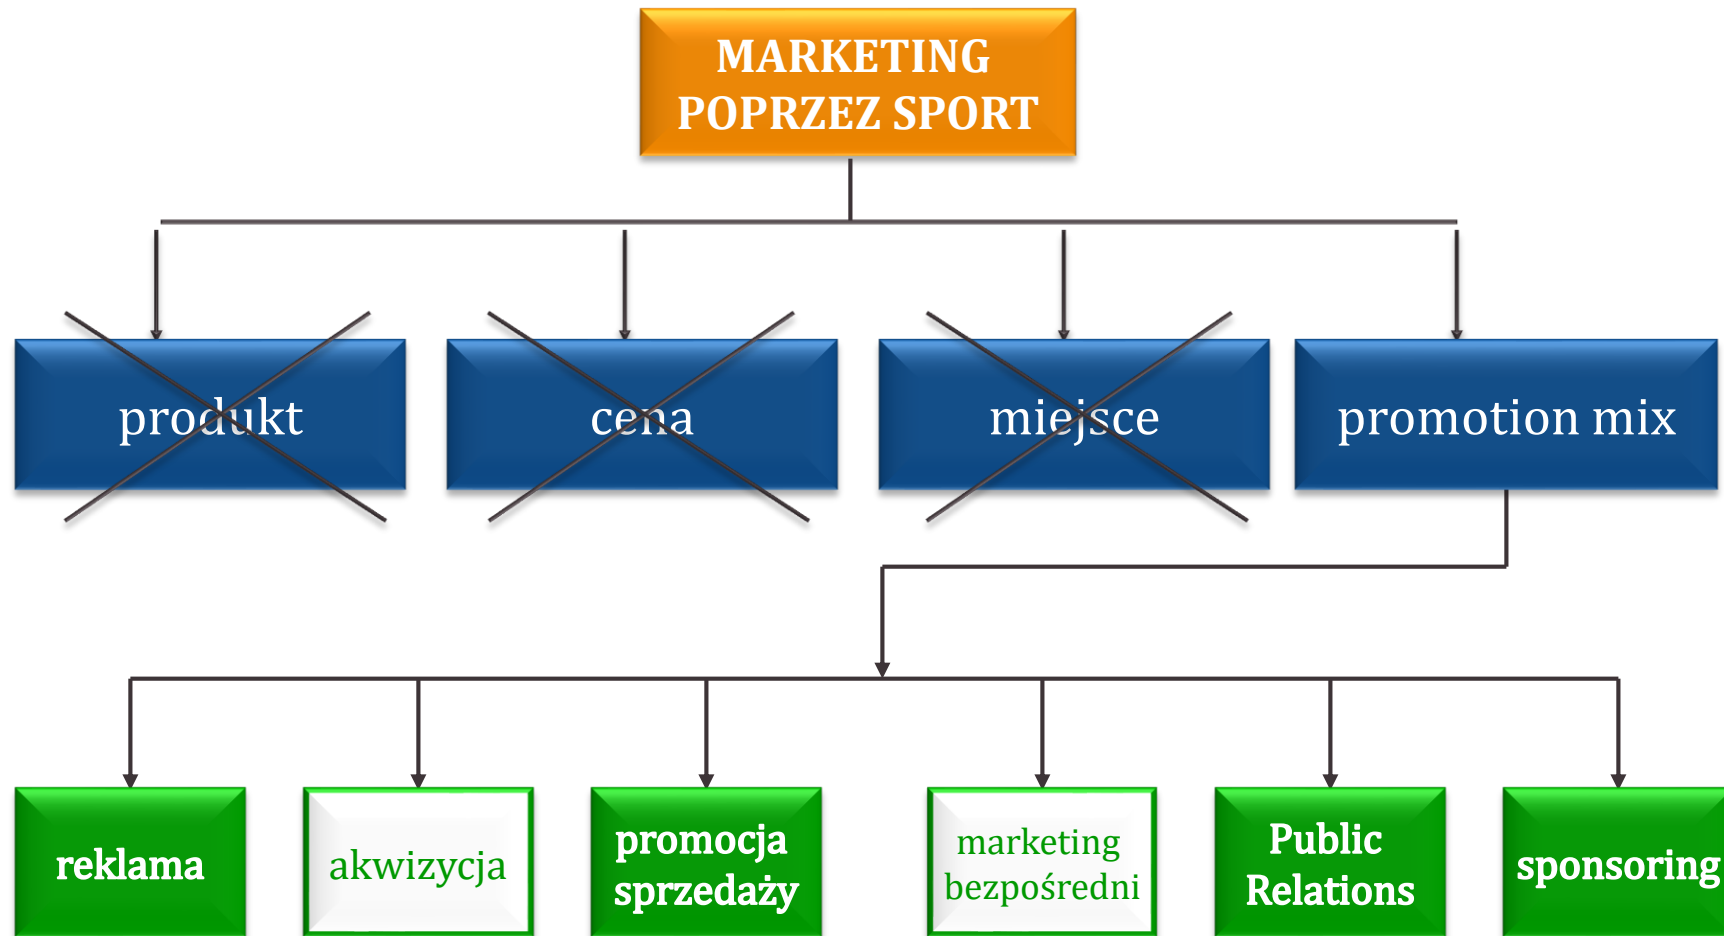 MARKETING
POPRZEZ SPORT
produkt
cena
miejsce
promotion mix
reklama
akwizycja
promocja
sprzedaży
marketing
bezpośredni
Public
Relations
sponsoring